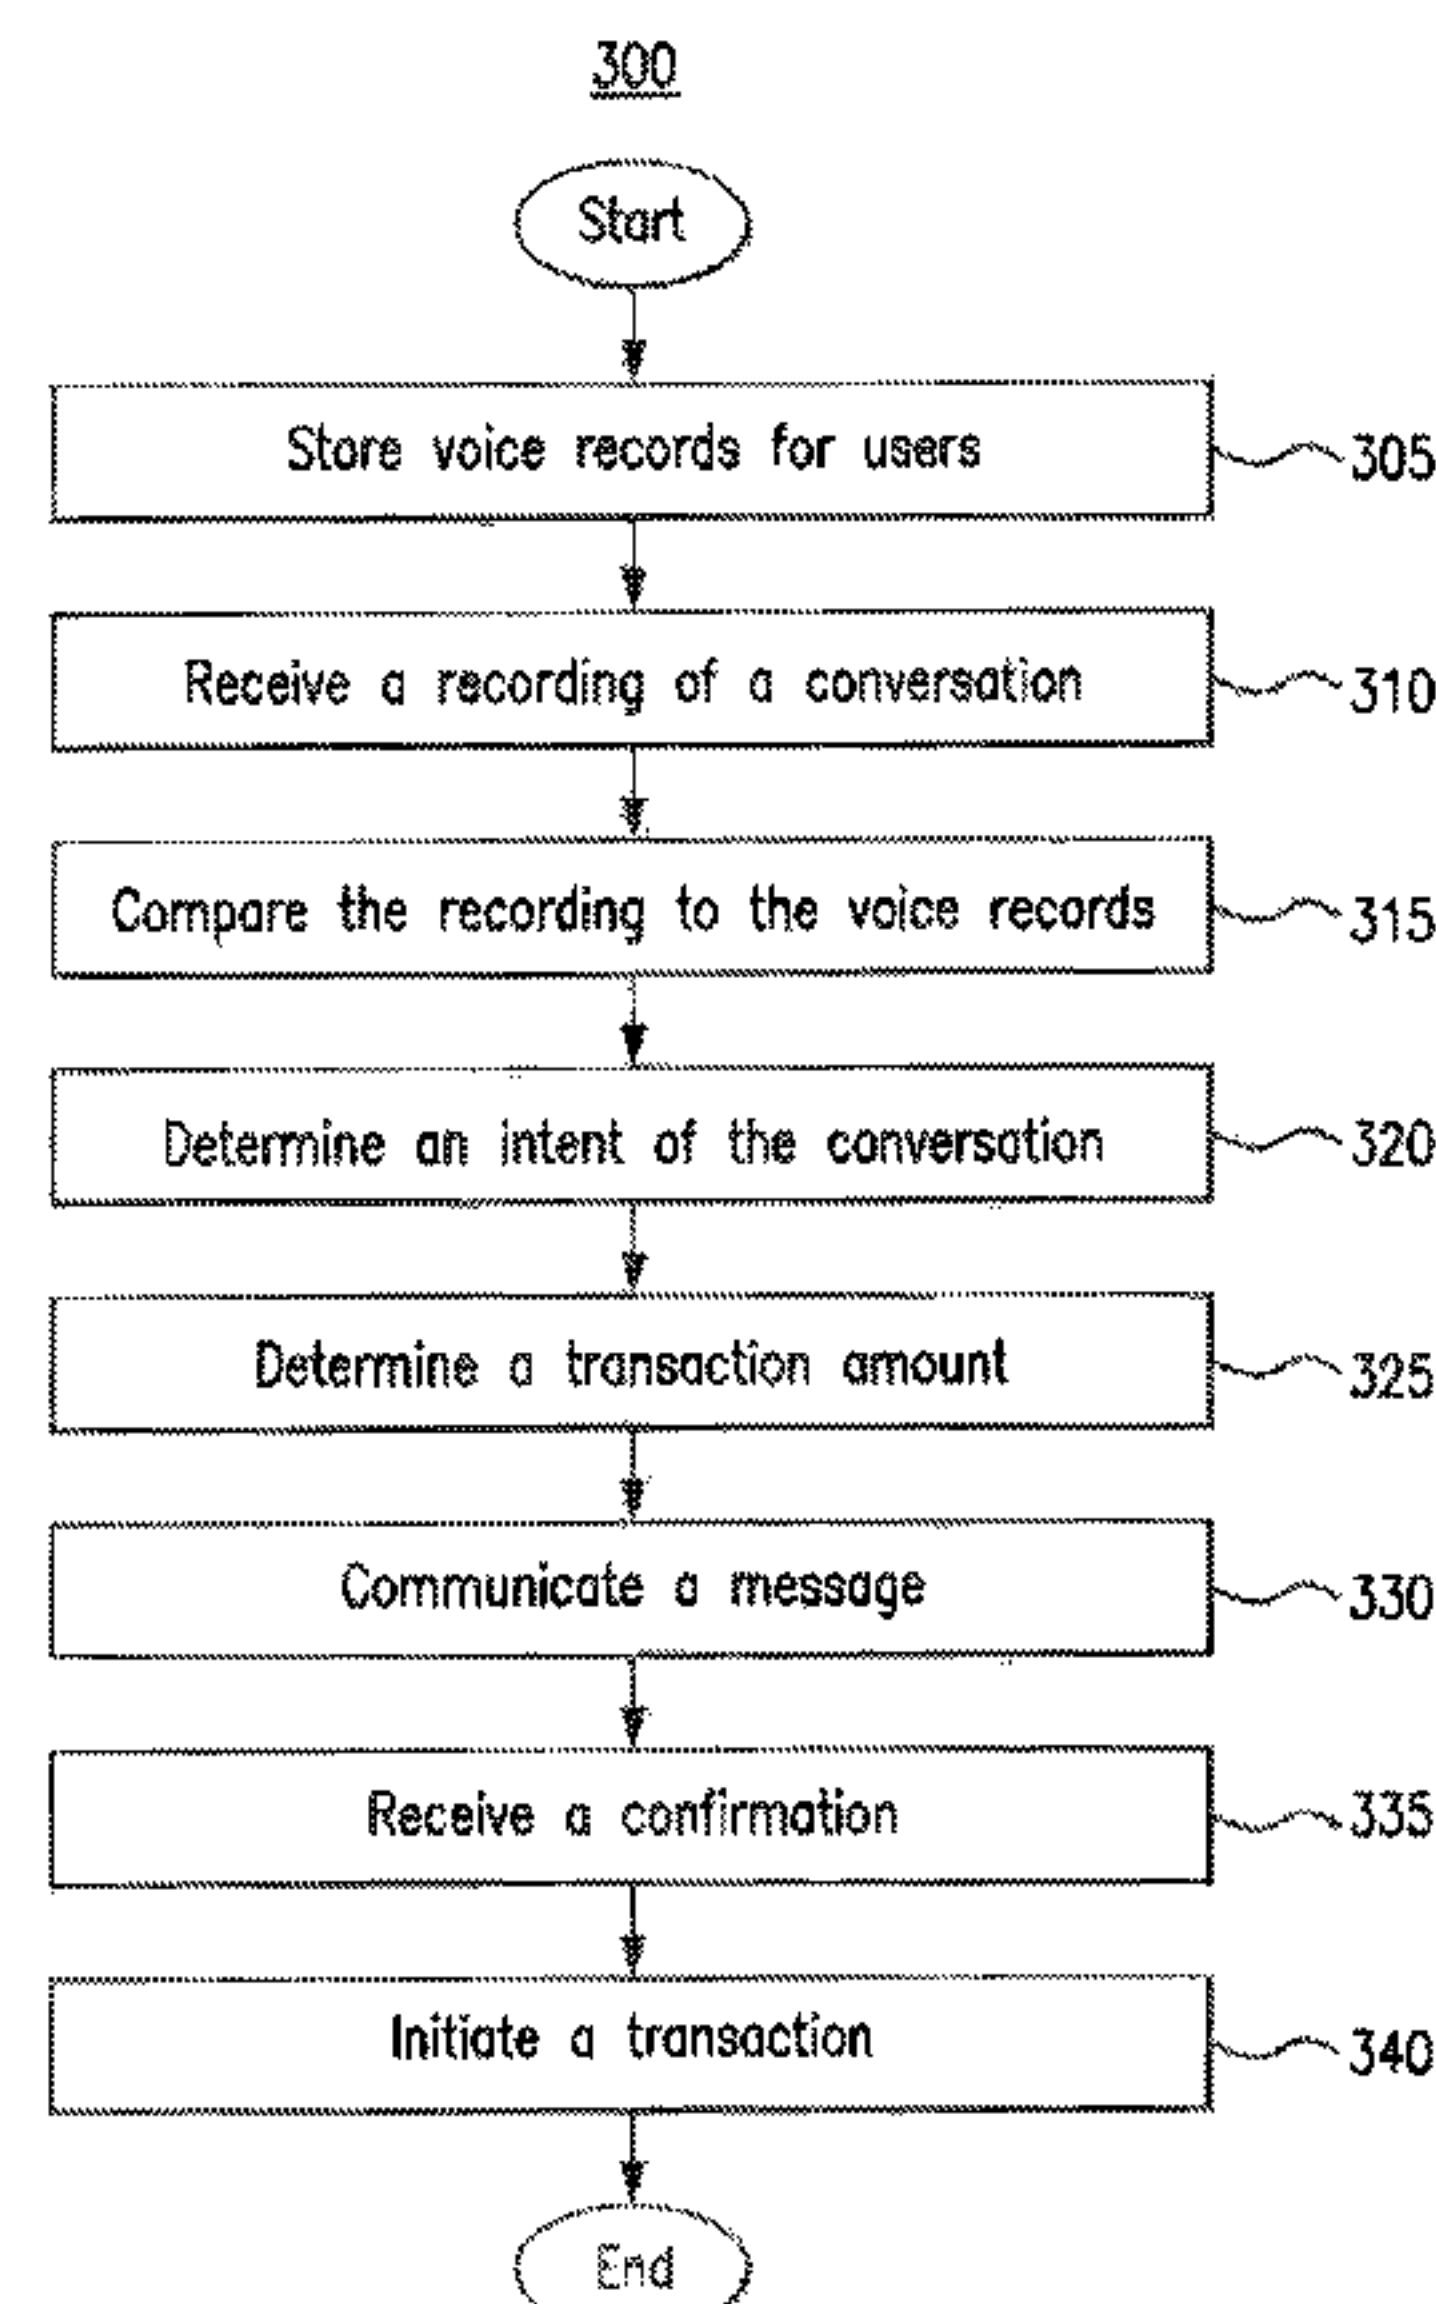 300
Start
Store voice records for users
305
Receive a recording of a conversation
310
Compare the recording to the voice records
315
Determine an intent of the conversation
320
Determine a transaction amount
325
Communicate a message
330
Receive a confirmation
335
Initiate a transaction
340
End